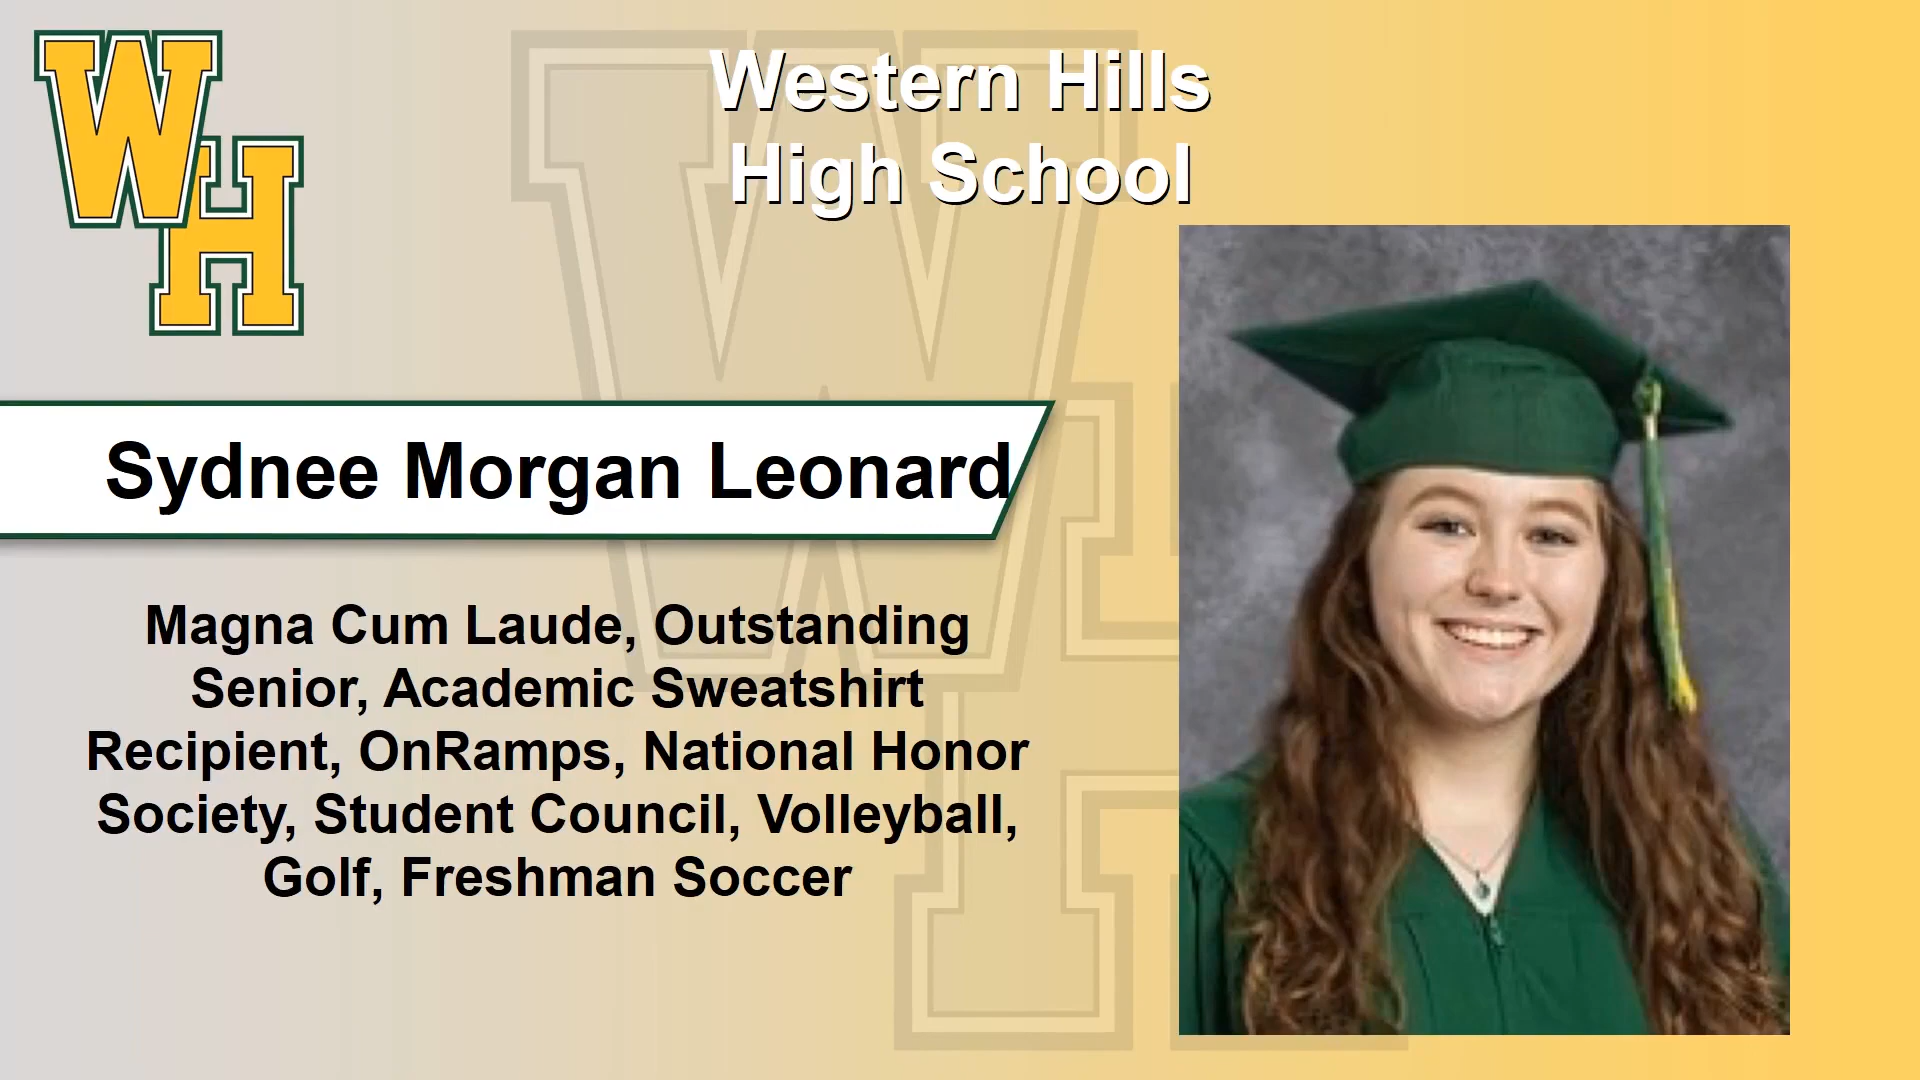 WH
Western Hills
High School
Sydnee Morgan Leonard
Magna Cum Laude, Outstanding
Senior, Academic Sweatshirt
Recipient, OnRamps, National Honor
Society, Student Council, Volleyball,
Golf, Freshman Soccer